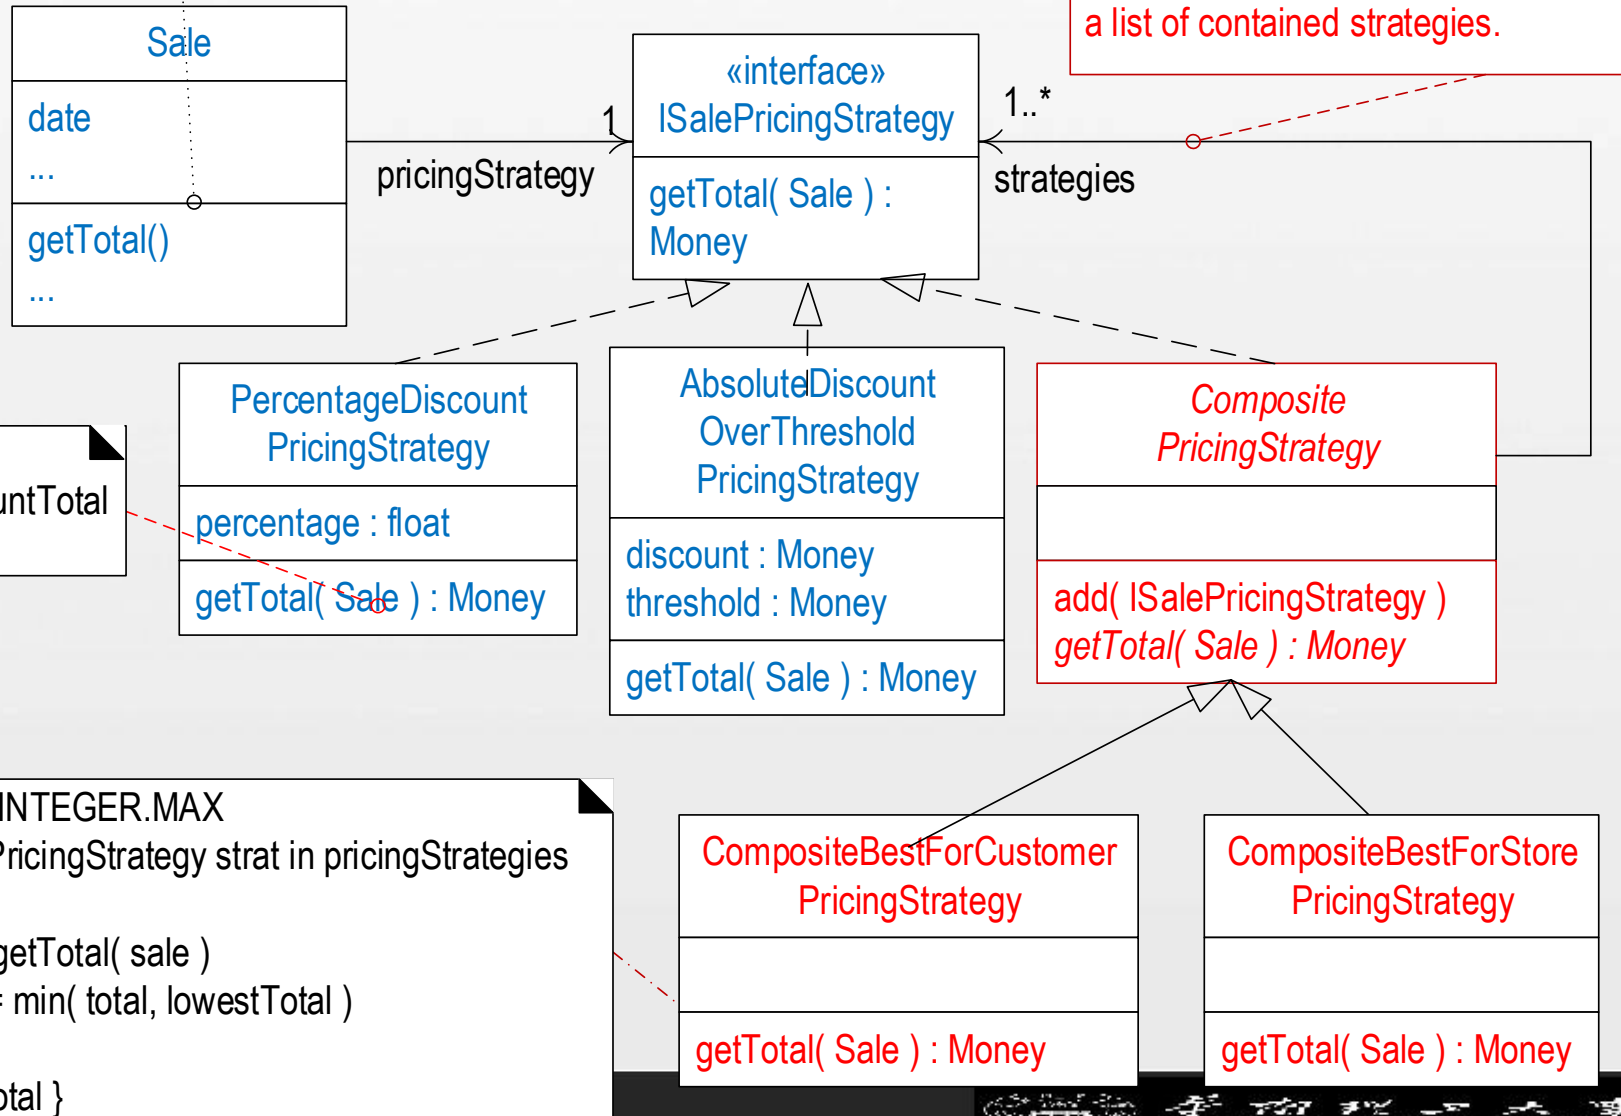 a list of contained strategies.
Sale
date
...
getTotal()
...
1
pricingStrategy
«interface»
ISalePricingStrategy
getTotal( Sale ) :
Money
1..*
strategies
PercentageDiscount
PricingStrategy
percentage : float
getTotal( Sale ) : Money
AbsoluteDiscount
OverThreshold
PricingStrategy
discount : Money
threshold : Money
getTotal( Sale ) : Money
Composite
PricingStrategy
add( ISalePricingStrategy )
getTotal( Sale ) : Money
untTotal
INTEGER.MAX
PricingStrategy strat in pricingStrategies
getTotal( sale )
= min( total, lowestTotal )
otal }
CompositeBestForCustomer
PricingStrategy
getTotal( Sale ) : Money
CompositeBestForStore
PricingStrategy
getTotal( Sale ) : Money